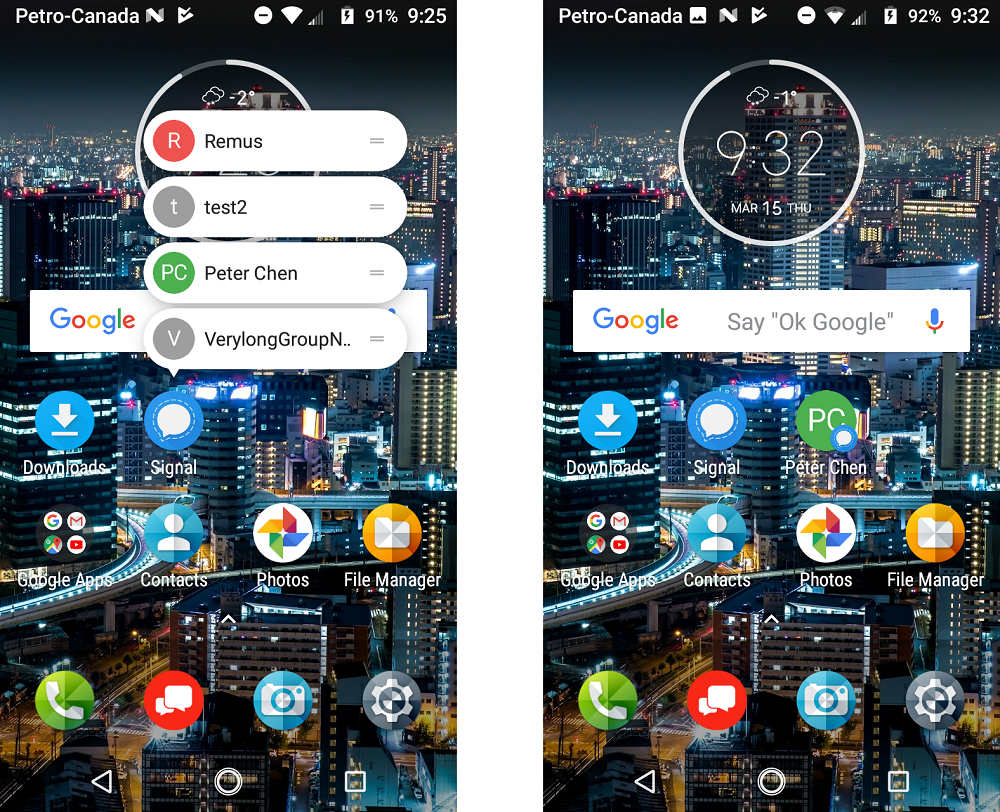 Petro-Canada 91% 9:25
-2°
R Remus
t test2
PC Peter Chen
V VerylongGroupN..
Google
Downloads Signal
Google Apps Contacts Photos File Manager
Petro-Canada 92% 9:32
-1°
9:32
MAR 15 THU
Google Say "Ok Google"
PC
Downloads Signal Peter Chen
Google Apps Contacts Photos File Manager